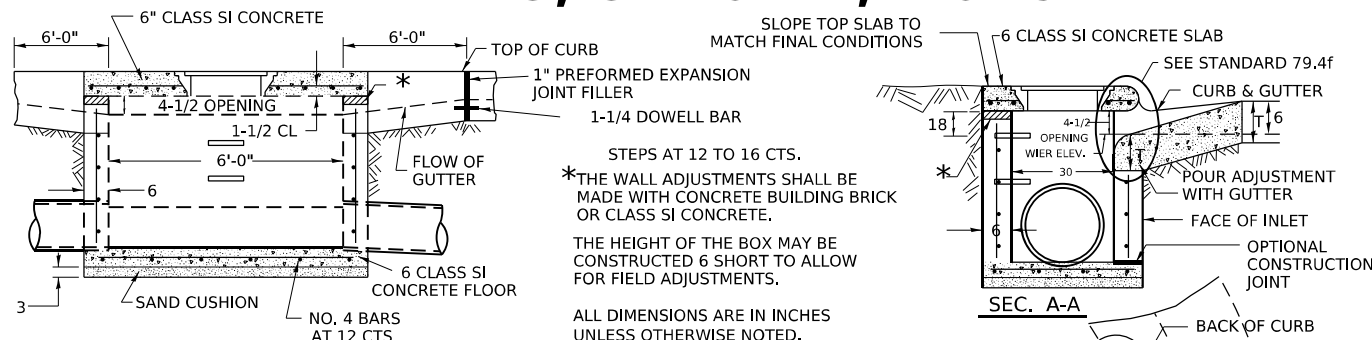 6" CLASS SI CONCRETE
6'-0"
6'-0"
TOP OF CURB
*
1" PREFORMED EXPANSION
JOINT FILLER
4-1/2 OPENING
1-1/2 CL
1-1/4 DOWELL BAR
6'-0"
FLOW OF
GUTTER
6
6 CLASS SI
CONCRETE FLOOR
3
SAND CUSHION
NO. 4 BARS
AT 12 CTS
STEPS AT 12 TO 16 CTS.
*THE WALL ADJUSTMENTS SHALL BE
MADE WITH CONCRETE BUILDING BRICK
OR CLASS SI CONCRETE.
THE HEIGHT OF THE BOX MAY BE
CONSTRUCTED 6 SHORT TO ALLOW
FOR FIELD ADJUSTMENTS.
ALL DIMENSIONS ARE IN INCHES
UNLESS OTHERWISE NOTED.
SLOPE TOP SLAB TO
MATCH FINAL CONDITIONS
6 CLASS SI CONCRETE SLAB
SEE STANDARD 79.4f
CURB & GUTTER
18
4-1/2
OPENING
WIER ELEV.
T
6
T
*
30
POUR ADJUSTMENT
WITH GUTTER
FACE OF INLET
6
OPTIONAL
CONSTRUCTION
JOINT
SEC. A-A
BACK OF CURB